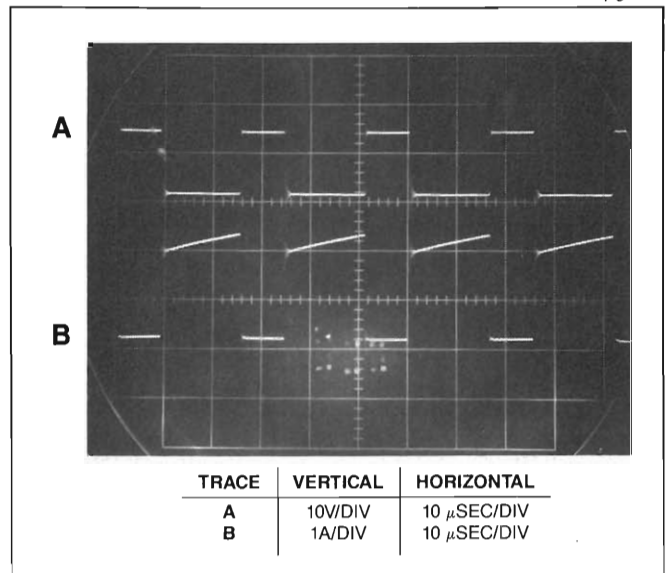 A
B
TRACE VERTICAL HORIZONTAL
A 10V/DIV 10 μSEC/DIV
B 1A/DIV 10 μSEC/DIV